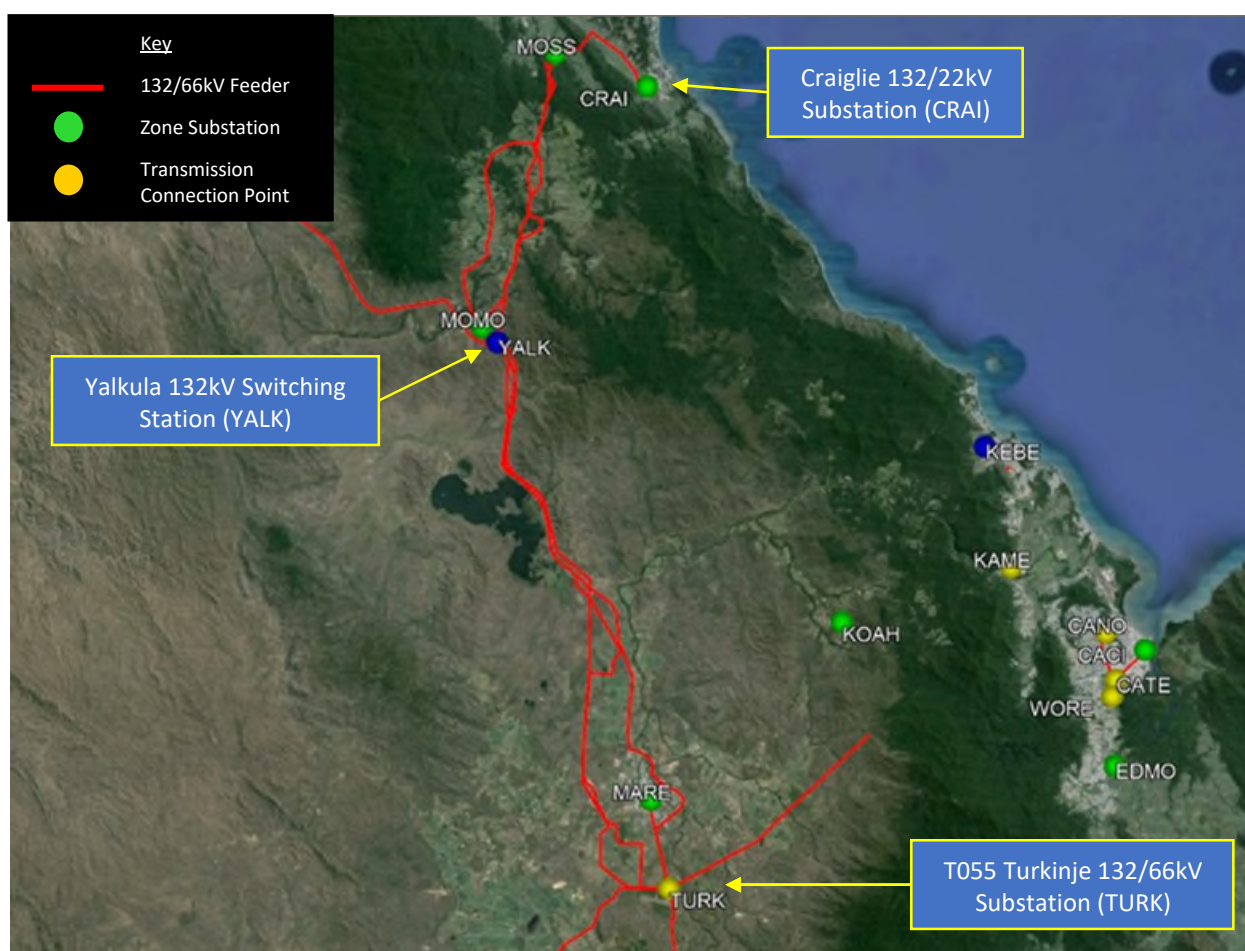 Key
132/66kV Feeder
Zone Substation
Transmission
Connection Point
MOSS
CRAI
Craiglie 132/22kV
Substation (CRAI)
MOMO
YALK
Yalkula 132kV Switching
Station (YALK)
KEBE
KAME
KOAH
CANO
CACI
CATE
WORE
EDMO
MARE
TURK
T055 Turkinje 132/66kV
Substation (TURK)